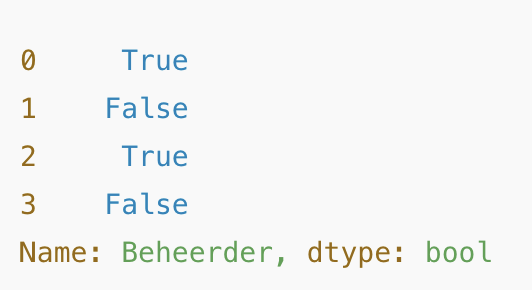 0     True
1    False
2     True
3    False
Name: Beheerder, dtype: bool